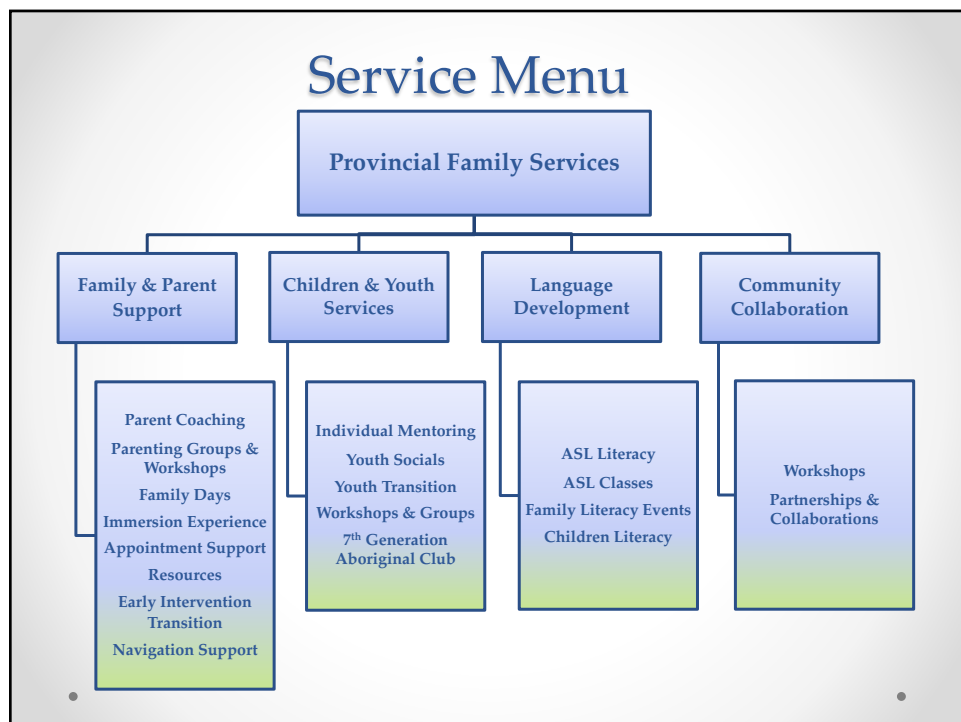 Service Menu
Provincial Family Services
Family & Parent
Support
Children & Youth
Services
Language
Development
Community
Collaboration
Parent Coaching
Parenting Groups &
Workshops
Family Days
Immersion Experience
Appointment Support
Resources
Early Intervention
Transition
Navigation Support
Individual Mentoring
Youth Socials
Youth Transition
Workshops & Groups
7th Generation
Aboriginal Club
ASL Literacy
ASL Classes
Family Literacy Events
Children Literacy
Workshops
Partnerships &
Collaborations